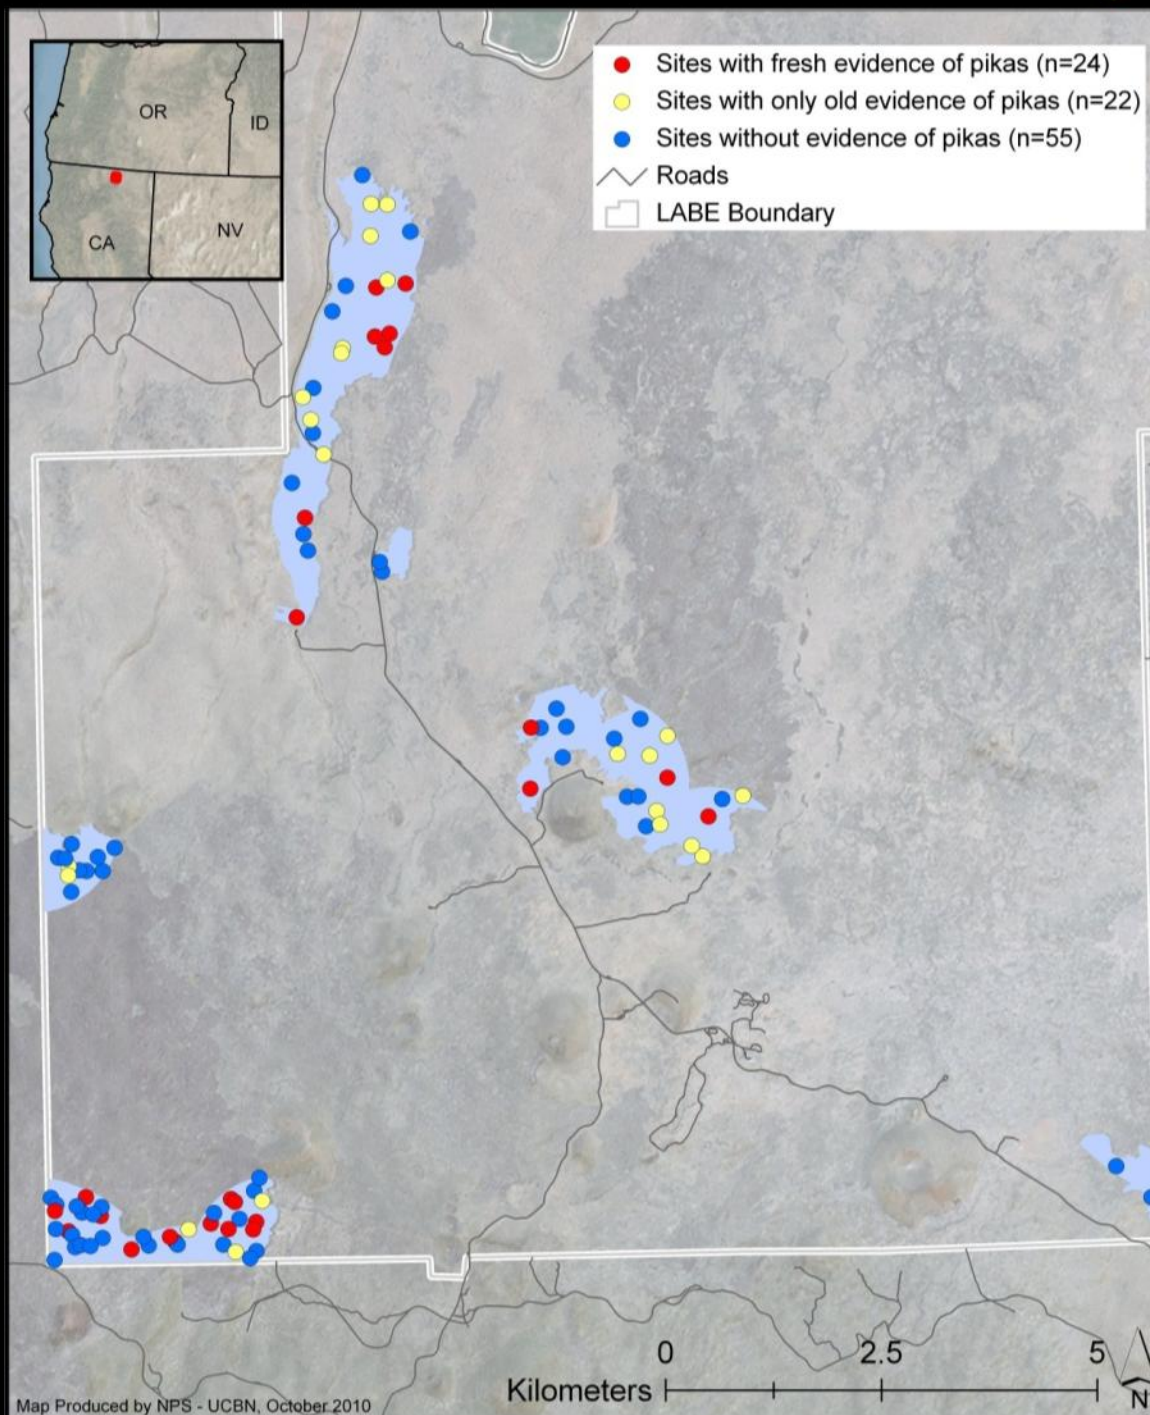 OR
ID
CA
NV
Sites with fresh evidence of pikas (n=24)
Sites with only old evidence of pikas (n=22)
Sites without evidence of pikas (n=55)
Roads
LABE Boundary
0 2.5 5
Kilometers
N
Map Produced by NPS - UCBN, October 2010